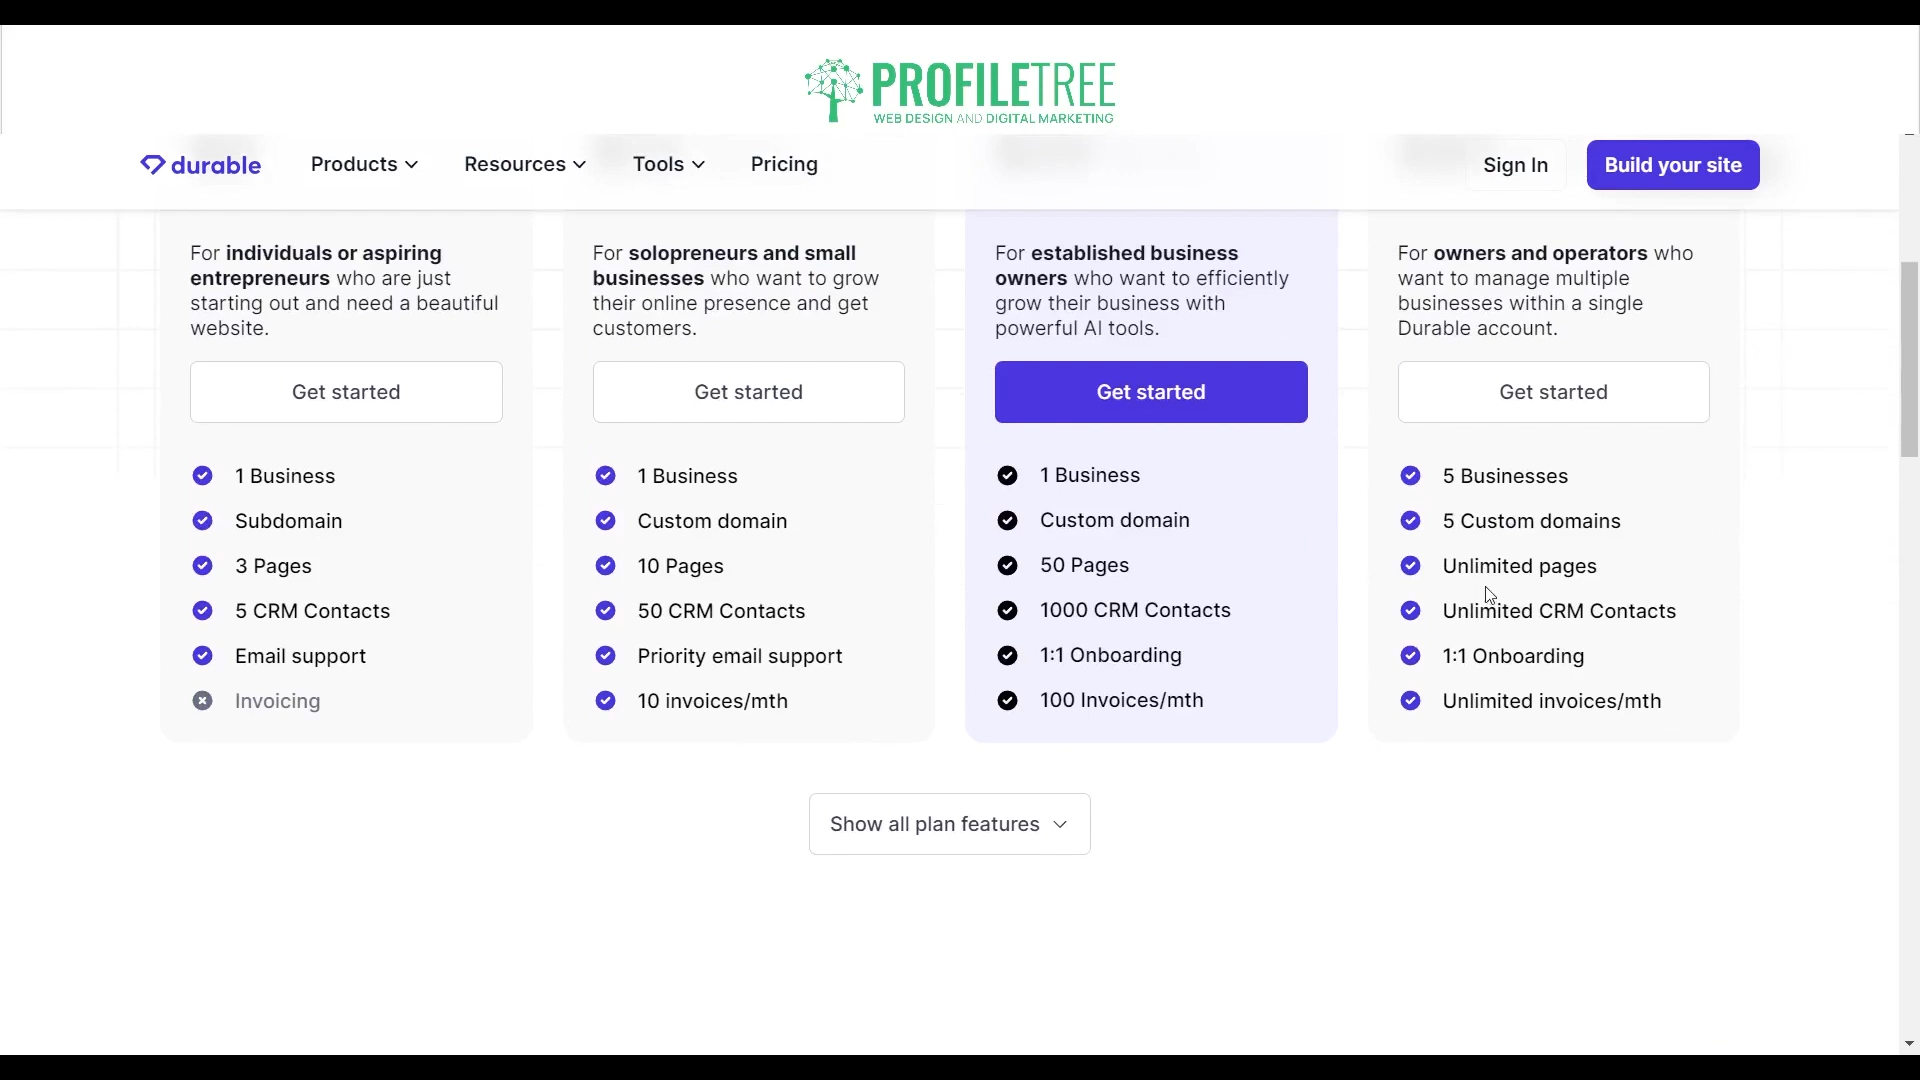 PROFILETREE
WEB DESIGN AND DIGITAL MARKETING
durable
Products
Resources
Tools
Pricing
Sign In
Build your site
For individuals or aspiring
entrepreneurs who are just
starting out and need a beautiful
website.
Get started
1 Business
Subdomain
3 Pages
5 CRM Contacts
Email support
Invoicing
For solopreneurs and small
businesses who want to grow
their online presence and get
customers.
Get started
1 Business
Custom domain
10 Pages
50 CRM Contacts
Priority email support
10 invoices/mth
For established business
owners who want to efficiently
grow their business with
powerful AI tools.
Get started
1 Business
Custom domain
50 Pages
1000 CRM Contacts
1:1 Onboarding
100 Invoices/mth
For owners and operators who
want to manage multiple
businesses within a single
Durable account.
Get started
5 Businesses
5 Custom domains
Unlimited pages
Unlimited CRM Contacts
1:1 Onboarding
Unlimited invoices/mth
Show all plan features